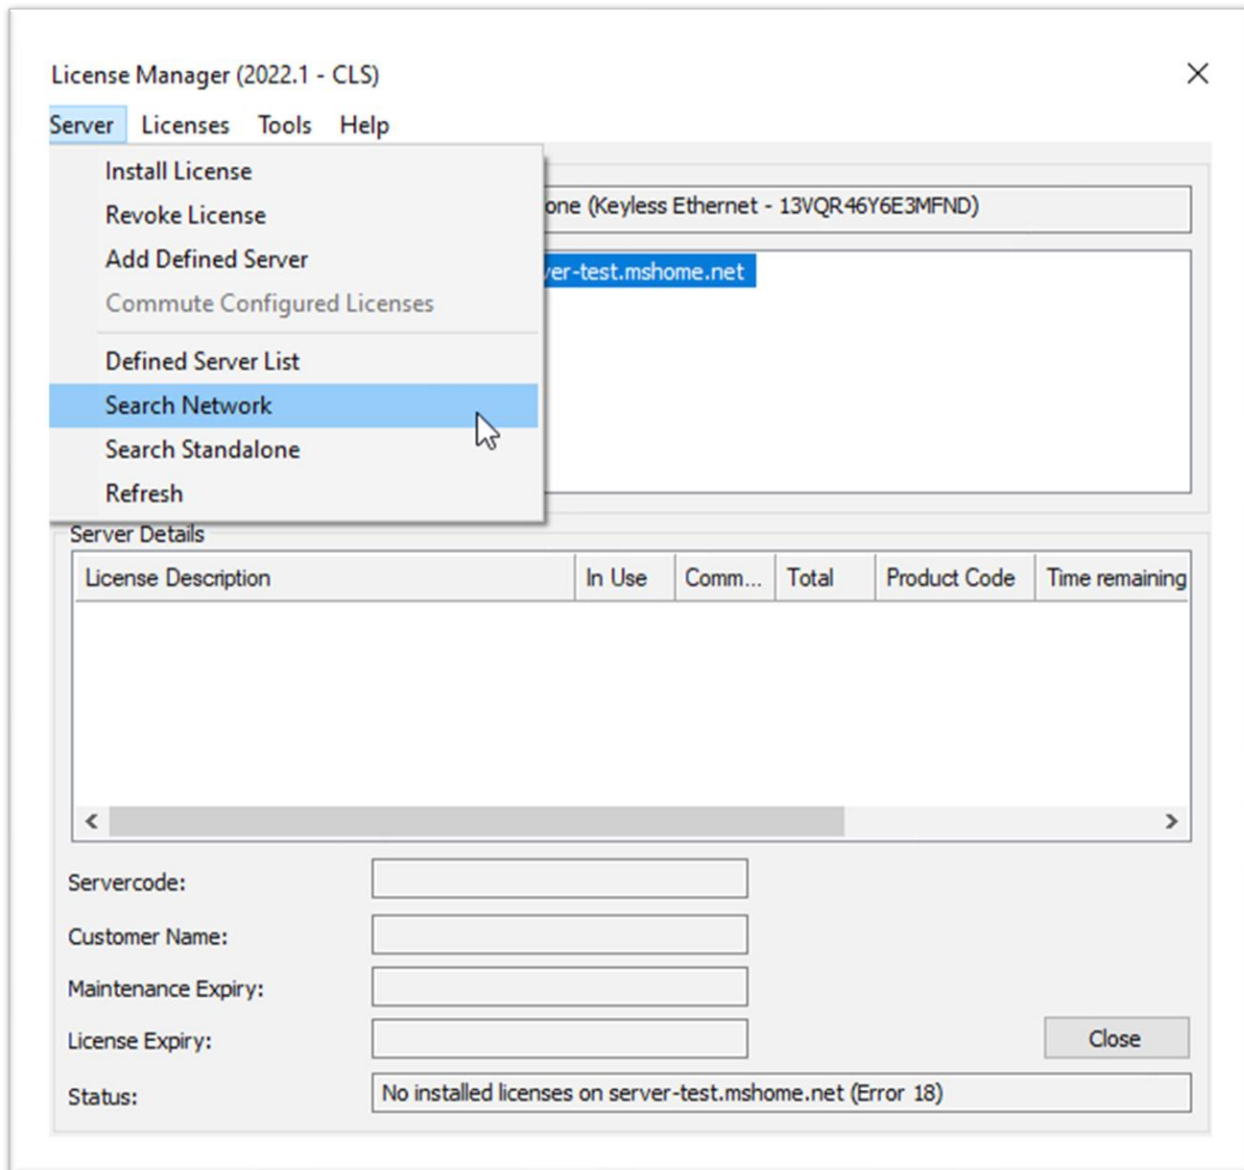 License Manager (2022.1 - CLS)
Server Licenses Tools Help
Install License
Revoke License
one (Keyless Ethernet - 13VQR46Y6E3MFND)
Add Defined Server
ver-test.mshome.net
Commute Configured Licenses
Defined Server List
Search Network
Search Standalone
Refresh
Server Details
License Description In Use Comm... Total Product Code Time remaining
Servercode:
Customer Name:
Maintenance Expiry:
License Expiry:
Close
Status: No installed licenses on server-test.mshome.net (Error 18)